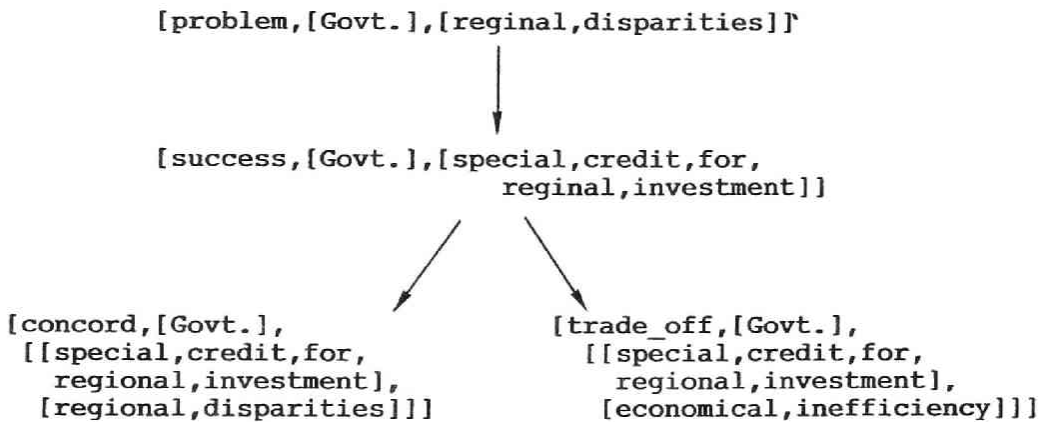 [problem,[Govt.],[reginal,disparities]]`
[success,[Govt.],[special,credit,for,
reginal,investment]]
[concord,[Govt.],
[[special,credit,for,
regional,investment],
[regional,disparities]]]
[trade_off,[Govt.],
[[special,credit,for,
regional,investment],
[economical,inefficiency]]]